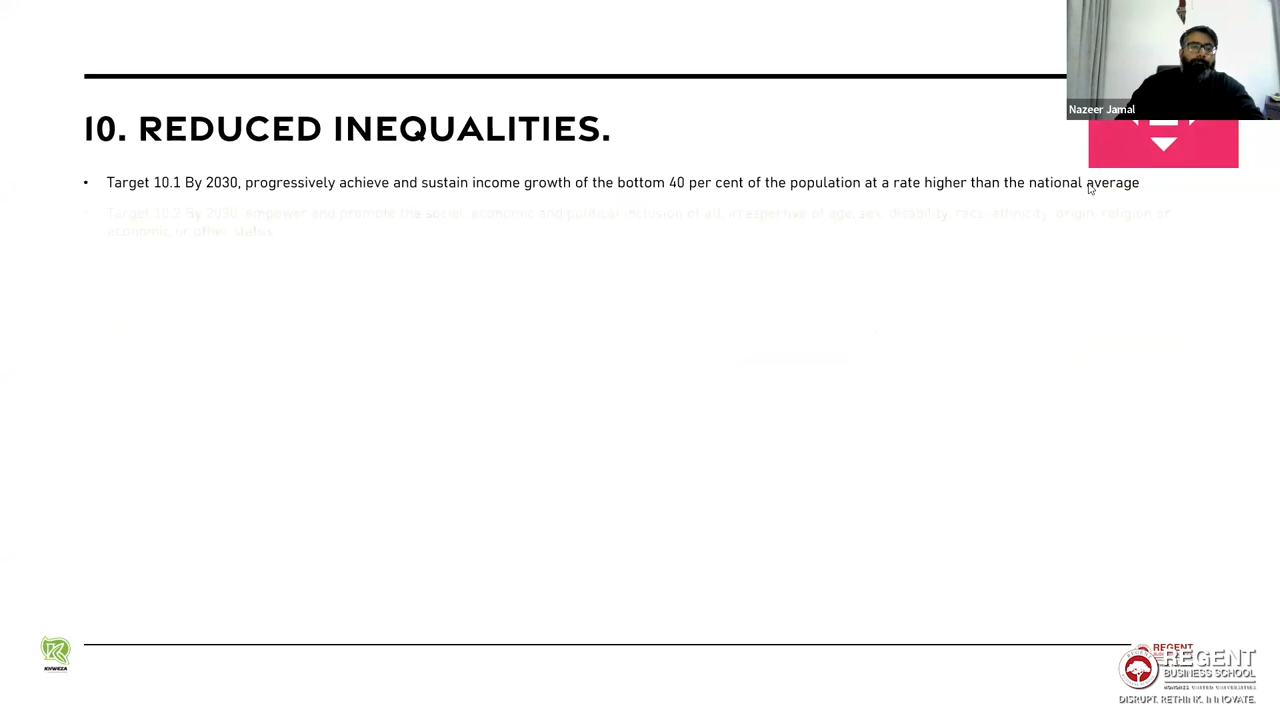 Nazeer Jamal
10. REDUCED INEQUALITIES.
• Target 10.1 By 2030, progressively achieve and sustain income growth of the bottom 40 per cent of the population at a rate higher than the national average
• Target 10.2 By 2030, empower and promote the social, economic and political inclusion of all, irrespective of age, sex, disability, race, ethnicity, origin, religion or
economic or other status
KHWEZA
REGENT
REGENT
BUSINESS SCHOOL
DISRUPT. RETHINK. INNOVATE.